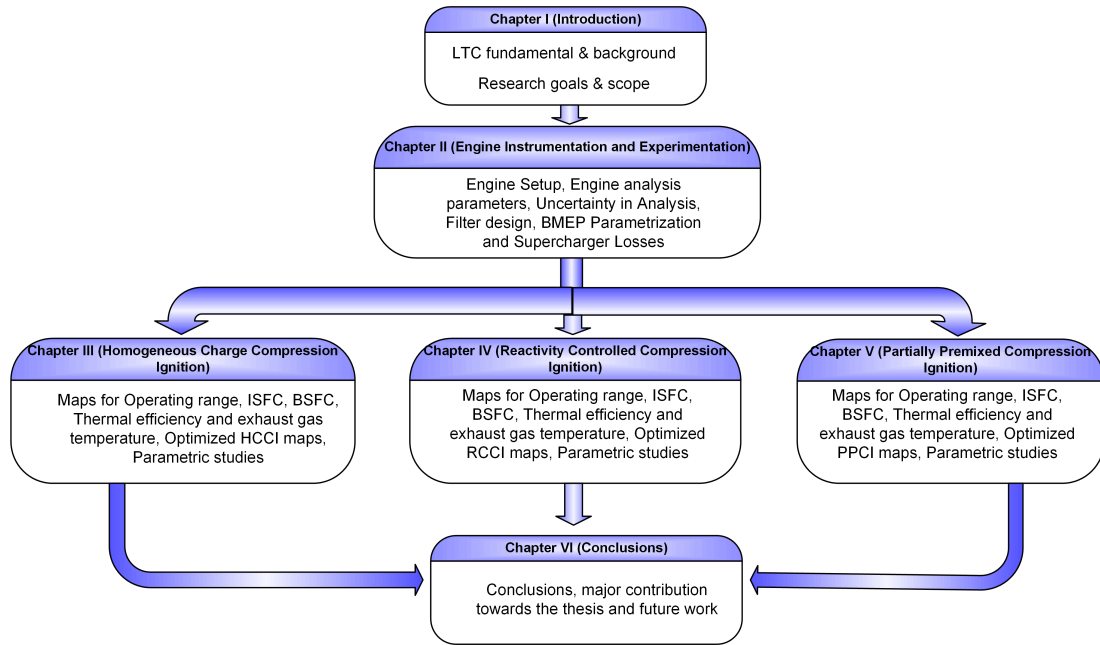 Chapter I (Introduction)
LTC fundamental & background
Research goals & scope
Chapter II (Engine Instrumentation and Experimentation)
Engine Setup, Engine analysis
parameters, Uncertainty in Analysis,
Filter design, BMEP Parametrization
and Supercharger Losses
Chapter III (Homogeneous Charge Compression
Ignition)
Maps for Operating range, ISFC, BSFC,
Thermal efficiency and exhaust gas
temperature, Optimized HCCI maps,
Parametric studies
Chapter IV (Reactivity Controlled Compression
Ignition)
Maps for Operating range, ISFC,
BSFC, Thermal efficiency and
exhaust gas temperature, Optimized
RCCI maps, Parametric studies
Chapter V (Partially Premixed Compression
Ignition)
Maps for Operating range, ISFC,
BSFC, Thermal efficiency and
exhaust gas temperature, Optimized
PPCI maps, Parametric studies
Chapter VI (Conclusions)
Conclusions, major contribution
towards the thesis and future work